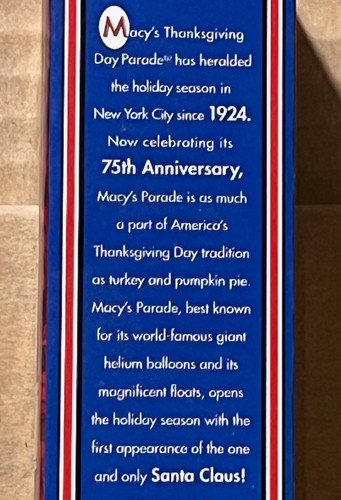 Macy's Thanksgiving
Day Parade™ has heralded
the holiday season in
New York City since 1924.
Now celebrating its
75th Anniversary,
Macy's Parade is as much
a part of America's
Thanksgiving Day tradition
as turkey and pumpkin pie.
Macy's Parade, best known
for its world-famous giant
helium balloons and its
magnificent floats, opens
the holiday season with the
first appearance of the one
and only Santa Claus!